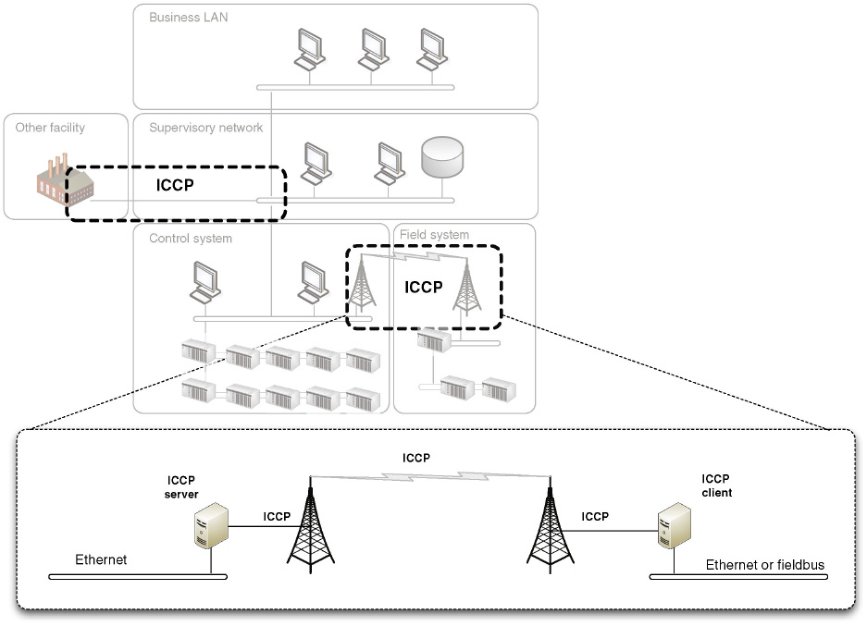 Business LAN
Other facility
Supervisory network
ICCP
Control system
Field system
ICCP
ICCP
ICCP
server
ICCP
client
ICCP
ICCP
Ethernet
Ethernet or fieldbus